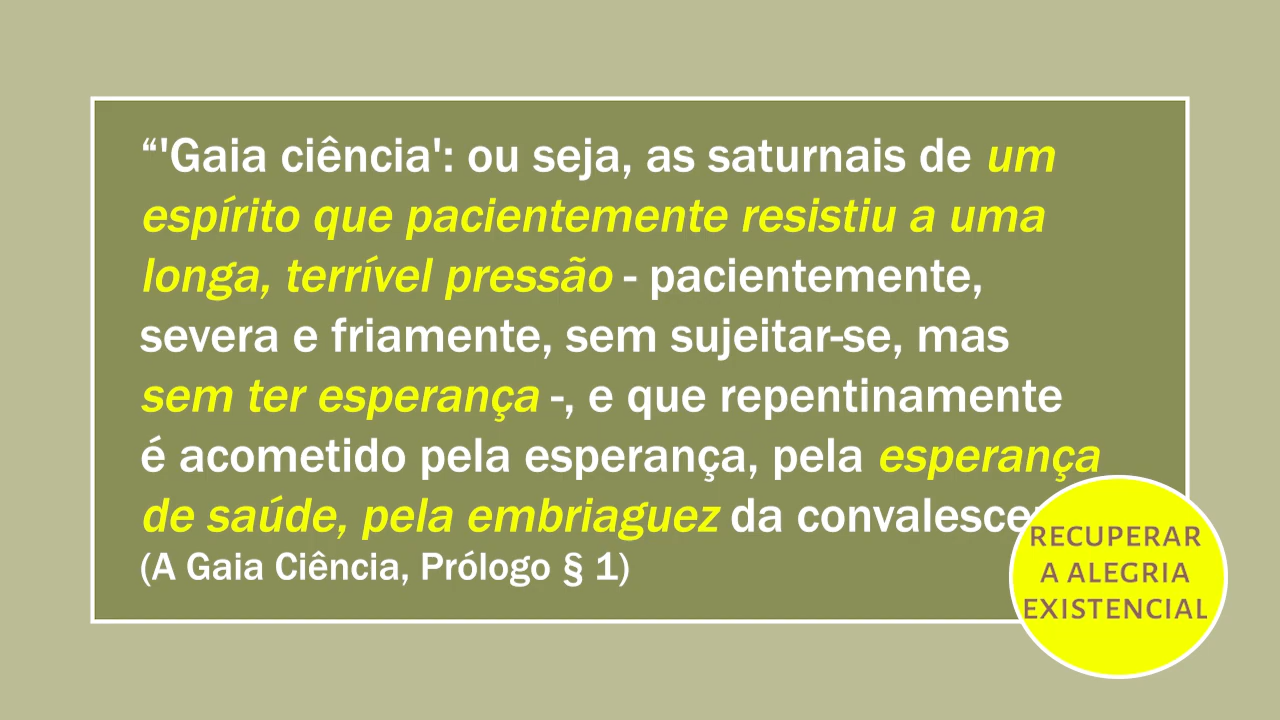 “'Gaia ciência': ou seja, as saturnais de um
espírito que pacientemente resistiu a uma
longa, terrível pressão - pacientemente,
severa e friamente, sem sujeitar-se, mas
sem ter esperança -, e que repentinamente
é acometido pela esperança, pela esperança
de saúde, pela embriaguez da
(A Gaia Ciência, Prólogo § 1)
RECUPERAR
A ALEGRIA
EXISTENCIAL